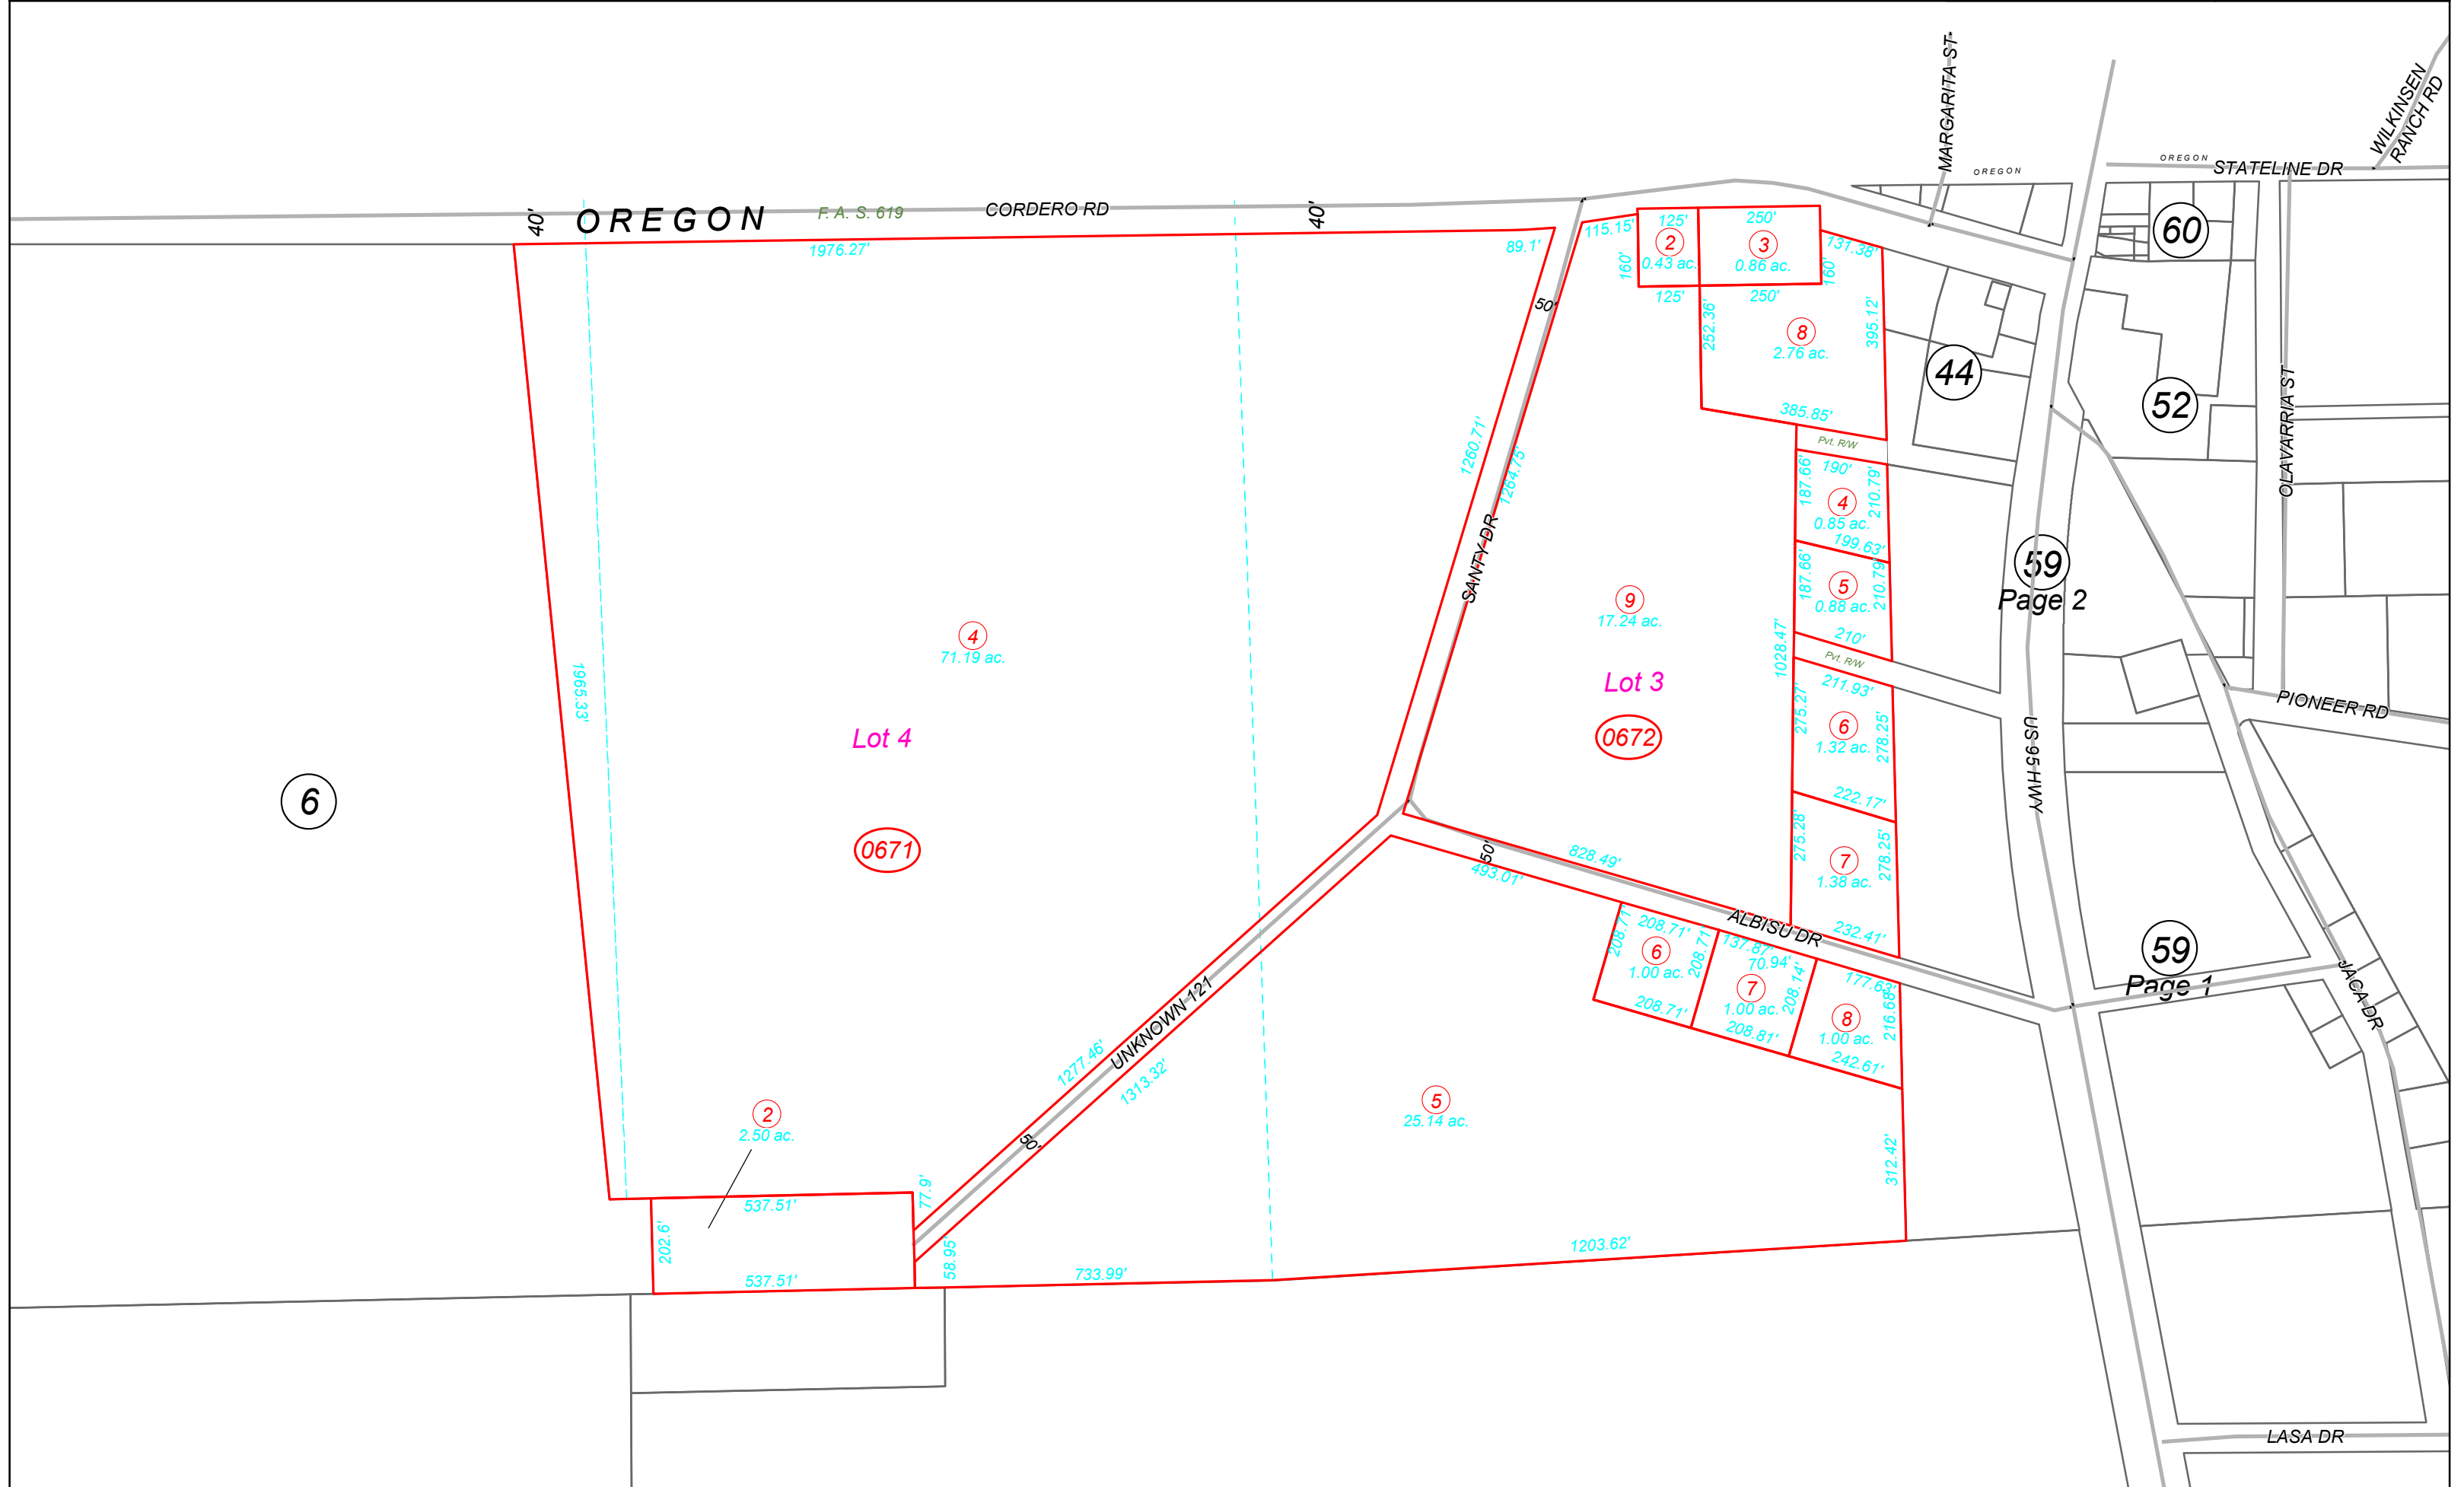 MARGARITA ST
WILKINSEN
RANCH RD
OREGON
OREGON
STATELINE DR
40'
OREGON
F. A. S. 619
CORDERO RD
40'
1976.27'
89.1'
115.15'
125'
250'
131.38'
2
0.43 ac.
3
0.86 ac.
160'
160'
125'
250'
60
50'
252.36'
8
2.76 ac.
395.12'
44
52
385.85'
OLAVARRIA ST
Pvt. R/W
1260.71'
1264.75'
190'
187.66'
210.79'
4
0.85 ac.
199.63'
SANTY DR
187.66'
210.79'
5
0.88 ac.
210'
59
Page 2
9
17.24 ac.
1028.47'
Pvt. R/W
4
71.19 ac.
1965.33'
Lot 3
0672
211.93'
275.27'
278.25'
6
1.32 ac.
222.17'
PIONEER RD
US 95 HWY
Lot 4
6
0671
275.28'
278.25'
7
1.38 ac.
828.49'
50'
493.01'
ALBISU DR
232.41'
208.71'
208.71'
6
1.00 ac.
208.71'
208.71'
137.87'
70.94'
7
1.00 ac.
208.14'
208.81'
177.63'
216.68'
8
1.00 ac.
242.61'
59
Page 1
JACA DR
UNKNOWN 121
1277.46'
1313.32'
50'
5
25.14 ac.
2
2.50 ac.
312.42'
77.9'
537.51'
202.6'
58.95'
537.51'
733.99'
1203.62'
LASA DR